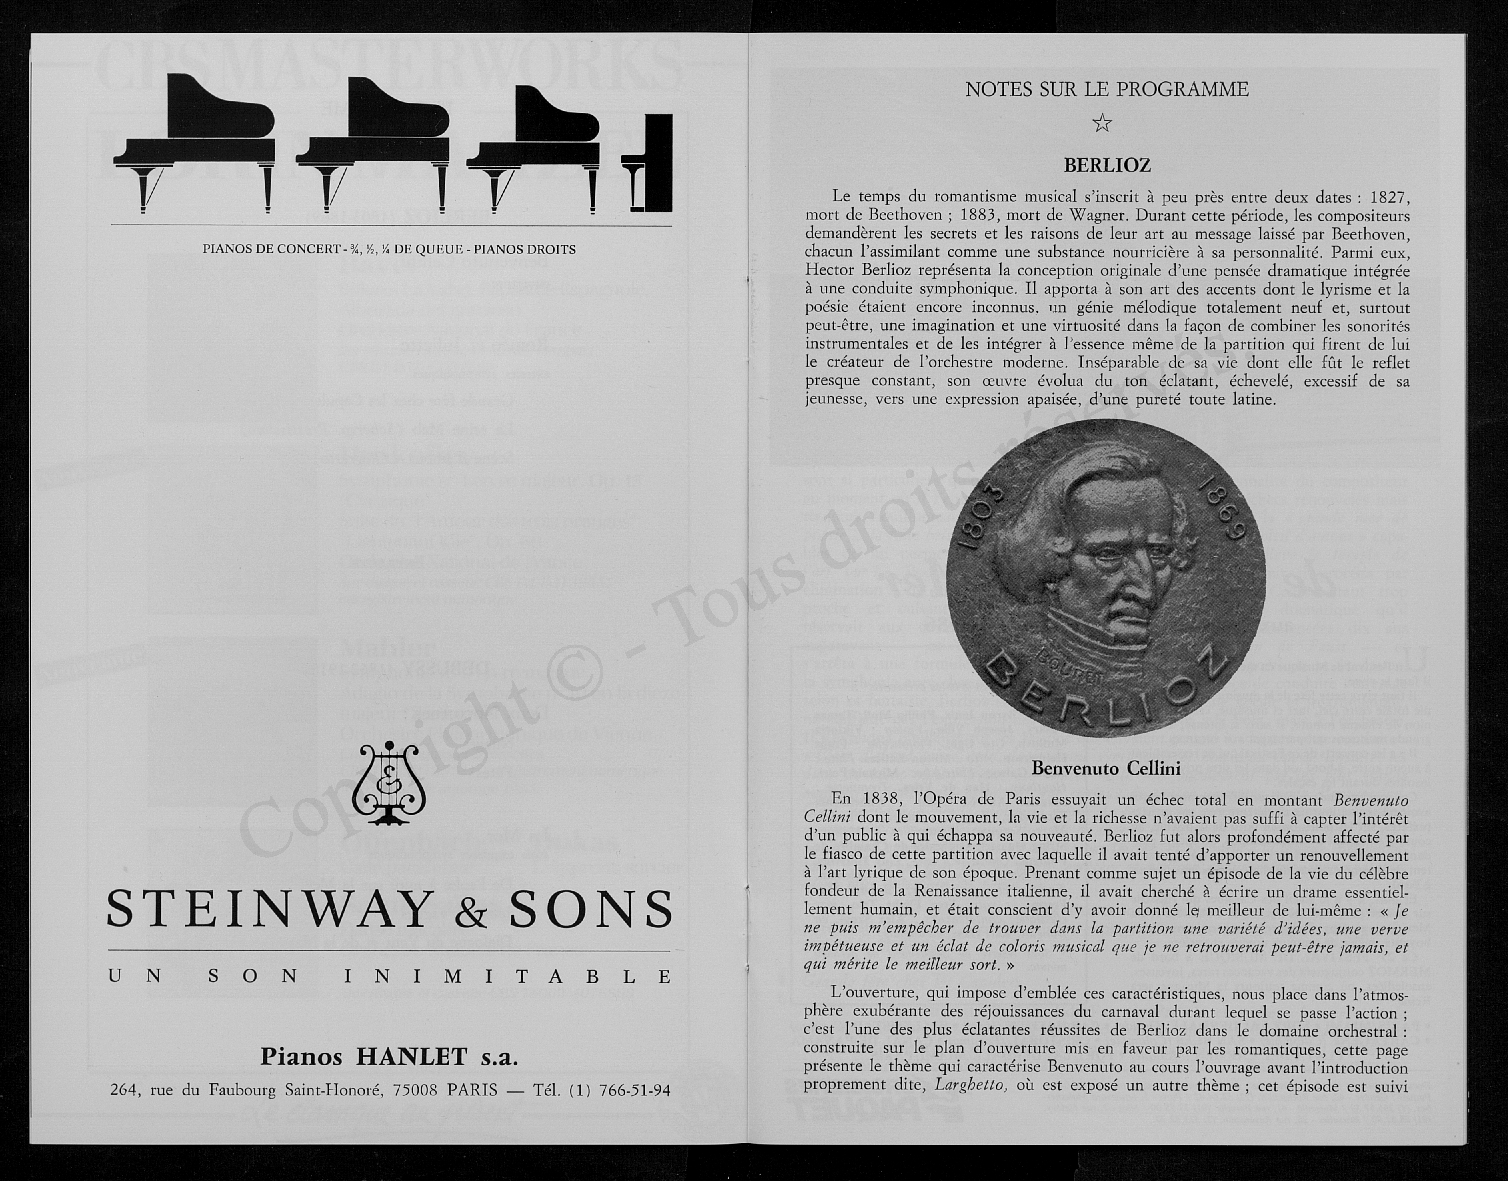 PIANOS DE CONCERT - ¾, ½, ¼ DE QUEUE - PIANOS DROITS
STEINWAY & SONS
UN SON INIMITABLE
Pianos HANLET s.a.
264, rue du Faubourg Saint-Honoré, 75008 PARIS — Tél. (1) 766-51-94
NOTES SUR LE PROGRAMME
BERLIOZ
Le temps du romantisme musical s'inscrit à peu près entre deux dates : 1827,
mort de Beethoven ; 1883, mort de Wagner. Durant cette période, les compositeurs
demandèrent les secrets et les raisons de leur art au message laissé par Beethoven,
chacun l'assimilant comme une substance nourricière à sa personnalité. Parmi eux,
Hector Berlioz représenta la conception originale d'une pensée dramatique intégrée
à une conduite symphonique. Il apporta à son art des accents dont le lyrisme et la
poésie étaient encore inconnus, un génie mélodique totalement neuf et, surtout
peut-être, une imagination et une virtuosité dans la façon de combiner les sonorités
instrumentales et de les intégrer à l'essence même de la partition qui firent de lui
le créateur de l'orchestre moderne. Inséparable de sa vie dont elle fût le reflet
presque constant, son œuvre évolua du ton éclatant, échevelé, excessif de sa
jeunesse, vers une expression apaisée, d'une pureté toute latine.
1803 1869
BOURET
BERLIOZ
Benvenuto Cellini
En 1838, l'Opéra de Paris essuyait un échec total en montant Benvenuto
Cellini dont le mouvement, la vie et la richesse n'avaient pas suffi à capter l'intérêt
d'un public à qui échappa sa nouveauté. Berlioz fut alors profondément affecté par
le fiasco de cette partition avec laquelle il avait tenté d'apporter un renouvellement
à l'art lyrique de son époque. Prenant comme sujet un épisode de la vie du célèbre
fondeur de la Renaissance italienne, il avait cherché à écrire un drame essentiel-
lement humain, et était conscient d'y avoir donné le meilleur de lui-même : « Je
ne puis m'empêcher de trouver dans la partition une variété d'idées, une verve
impétueuse et un éclat de coloris musical que je ne retrouverai peut-être jamais, et
qui mérite le meilleur sort. »
L'ouverture, qui impose d'emblée ces caractéristiques, nous place dans l'atmos-
phère exubérante des réjouissances du carnaval durant lequel se passe l'action ;
c'est l'une des plus éclatantes réussites de Berlioz dans le domaine orchestral :
construite sur le plan d'ouverture mis en faveur par les romantiques, cette page
présente le thème qui caractérise Benvenuto au cours l'ouvrage avant l'introduction
proprement dite, Larghetto, où est exposé un autre thème ; cet épisode est suivi
Copyright © - Tous droits réservés